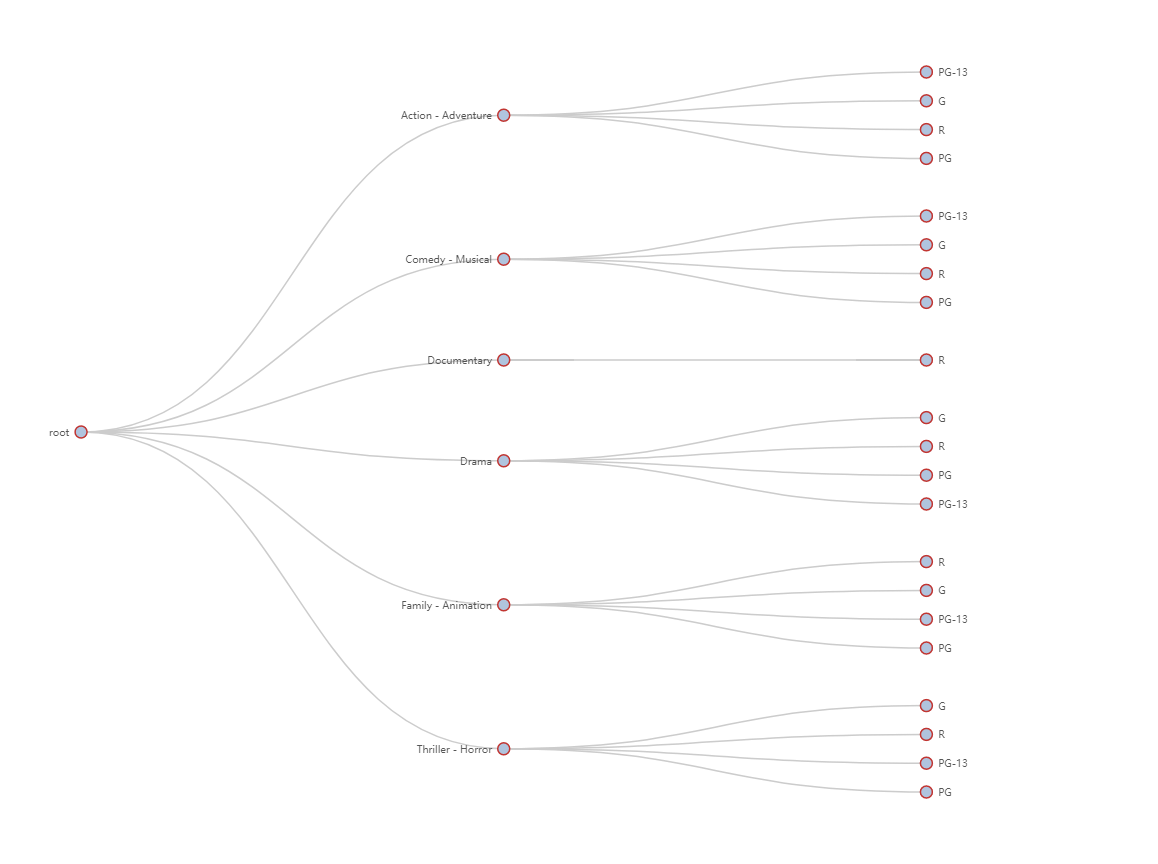 root
Action - Adventure
PG-13
G
R
PG
Comedy - Musical
PG-13
G
R
PG
Documentary
R
Drama
G
R
PG
PG-13
Family - Animation
R
G
PG-13
PG
Thriller - Horror
G
R
PG-13
PG